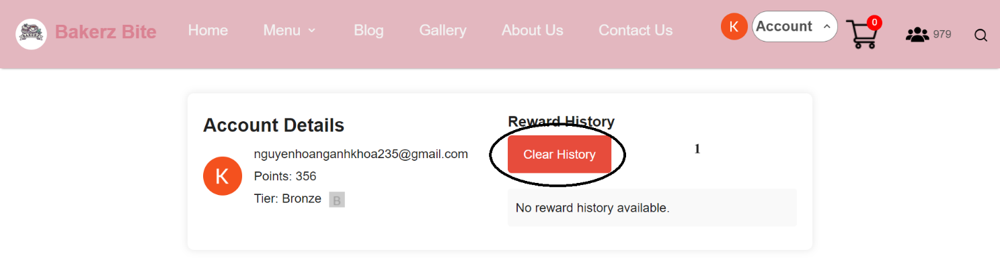 BAKERZ
Bakerz Bite
Home
Menu
Blog
Gallery
About Us
Contact Us
K
Account
0
979
Account Details
K
nguyenhoanganhkhoa235@gmail.com
Points: 356
Tier: Bronze B
Reward History
Clear History
1
No reward history available.